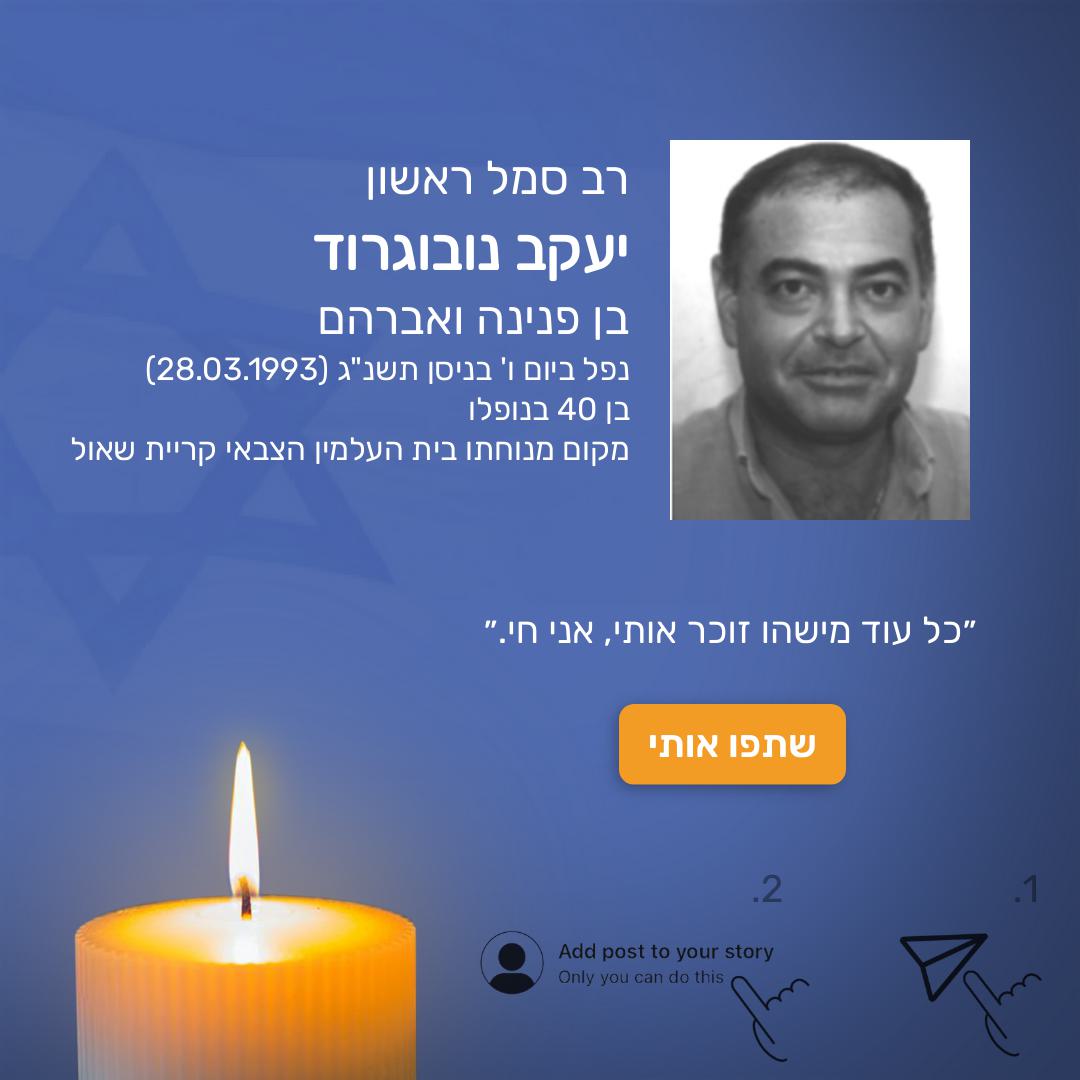 רב סמל ראשון
יעקב נובוגרוד
בן פנינה ואברהם
נפל ביום ו' בניסן תשנ"ג (28.03.1993)
בן 40 בנופלו
מקום מנוחתו בית העלמין הצבאי קריית שאול
״כל עוד מישהו זוכר אותי, אני חי.״
שתפו אותי
.1
.2
Add post to your story
Only you can do this